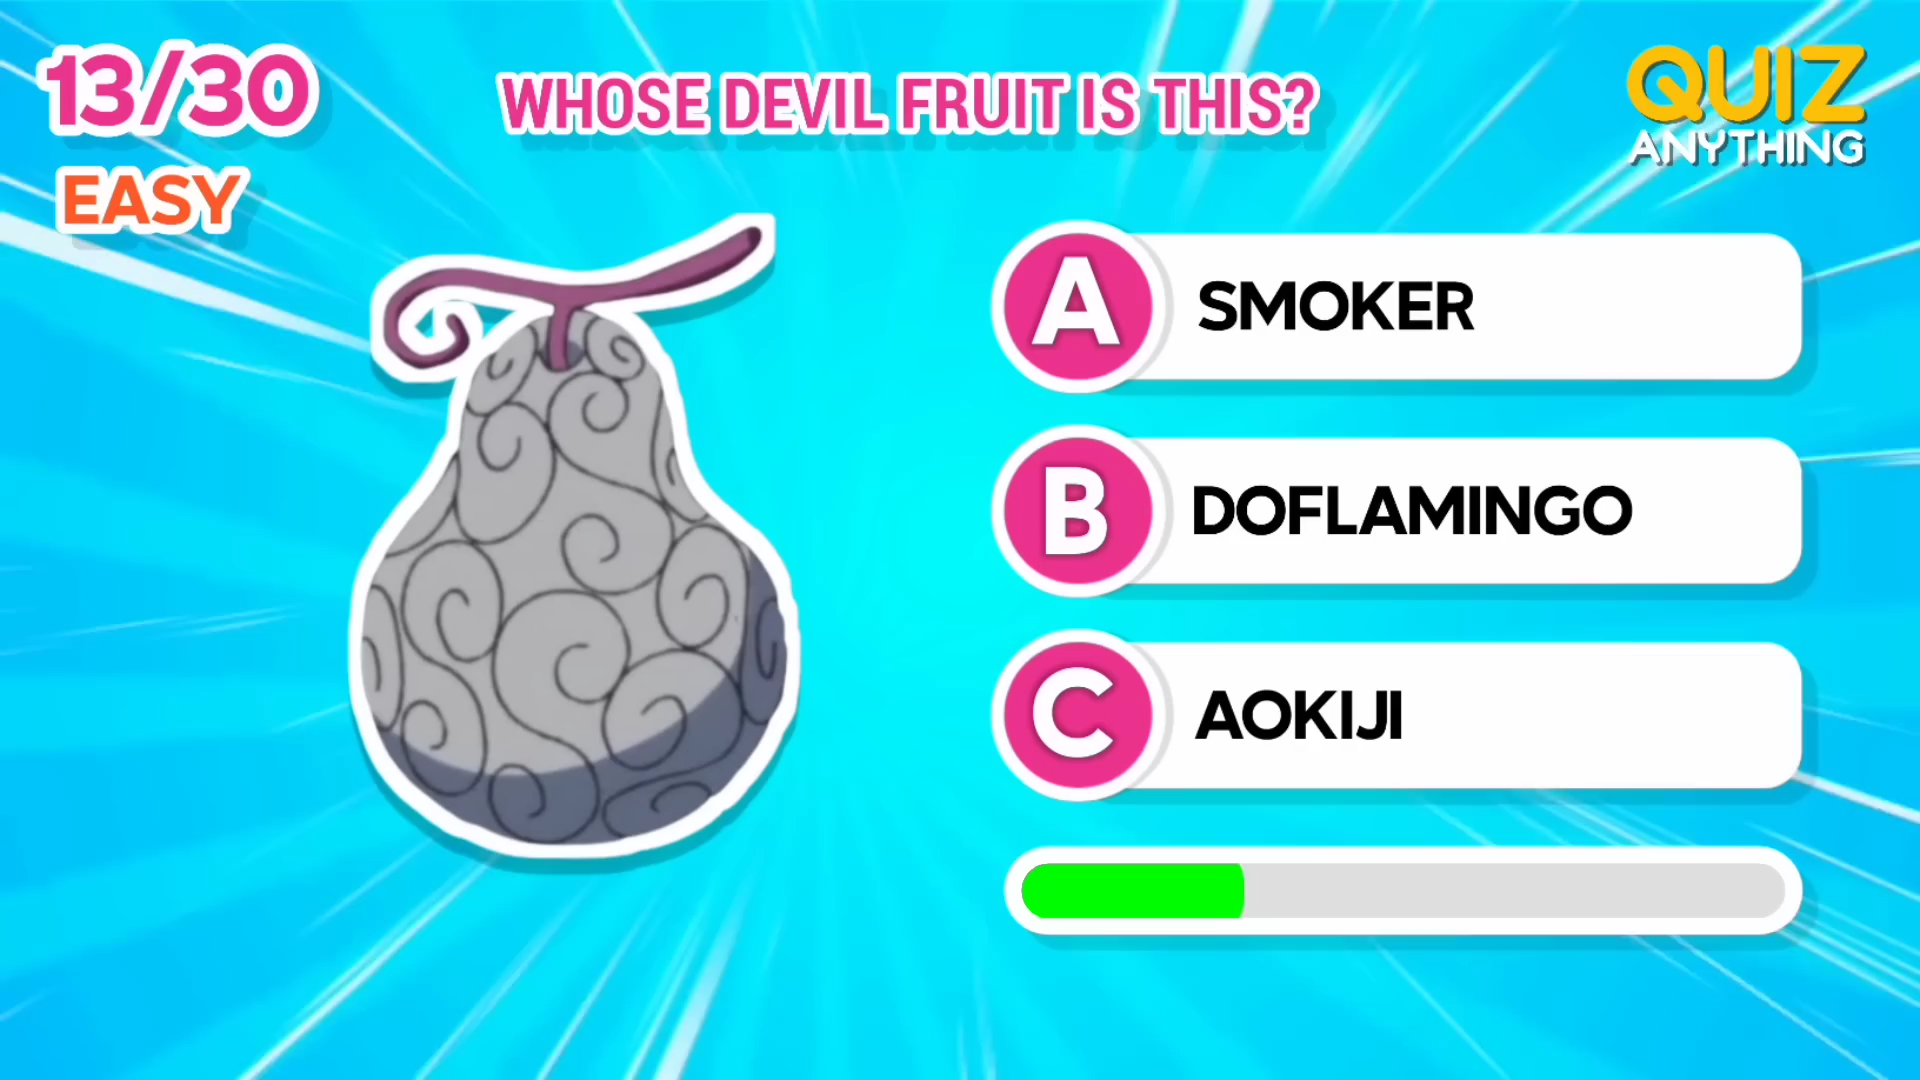 13/30
EASY
WHOSE DEVIL FRUIT IS THIS?
QUIZ
ANYTHING
A SMOKER
B DOFLAMINGO
C AOKIJI